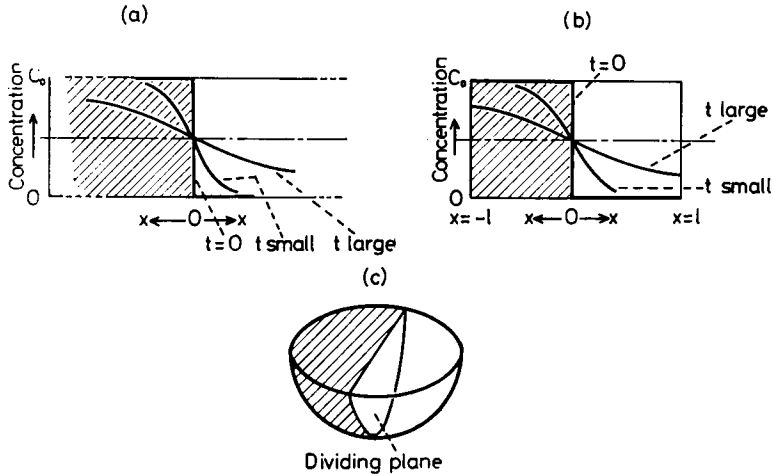 (a)
Concentration
C₀
0
x ← 0 → x
t=0
t small
t large
(b)
Concentration
C₀
0
t=0
t large
t small
x=-l
x ← 0 → x
x=l
(c)
Dividing plane